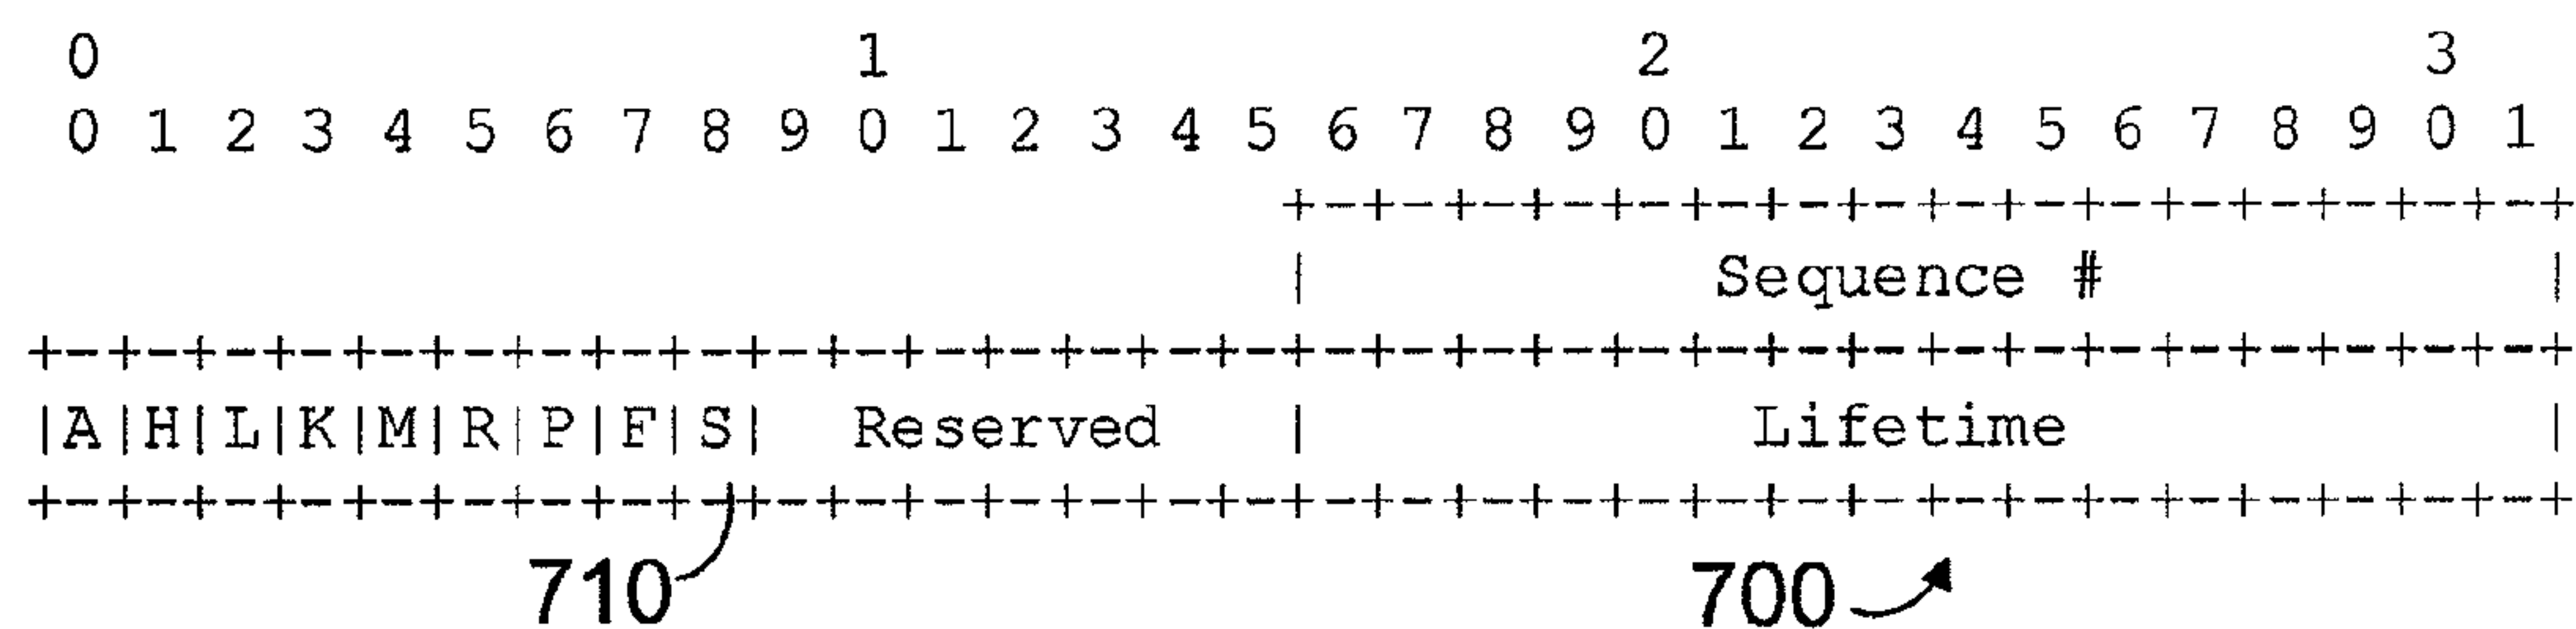 0                   1                   2                   3
0 1 2 3 4 5 6 7 8 9 0 1 2 3 4 5 6 7 8 9 0 1 2 3 4 5 6 7 8 9 0 1
+-+-+-+-+-+-+-+-+-+-+-+-+-+-+-+-+
| Sequence # |
+-+-+-+-+-+-+-+-+-+-+-+-+-+-+-+-+-+-+-+-+-+-+-+-+-+-+-+-+-+-+-+-+
|A|H|L|K|M|R|P|F|S| Reserved | Lifetime |
+-+-+-+-+-+-+-+-+-+-+-+-+-+-+-+-+-+-+-+-+-+-+-+-+-+-+-+-+-+-+-+-+
710 700